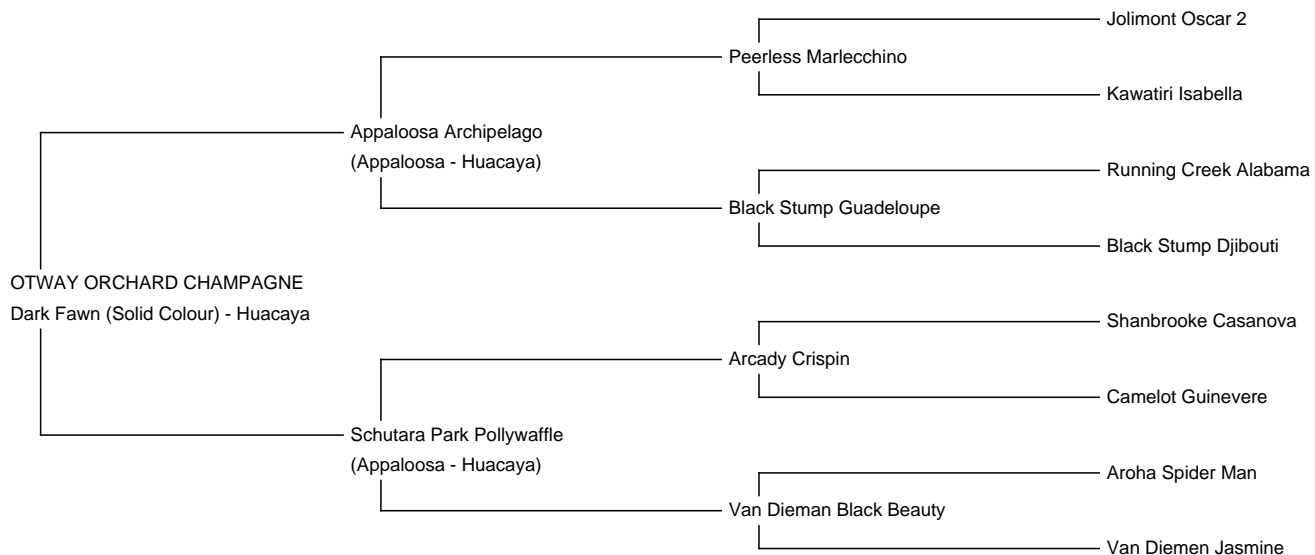 Jolimont Oscar 2
Peerless Marlecchino
Kawatiri Isabella
Appaloosa Archipelago
(Appaloosa - Huacaya)
Running Creek Alabama
Black Stump Guadeloupe
Black Stump Djibouti
OTWAY ORCHARD CHAMPAGNE
Dark Fawn (Solid Colour) - Huacaya
Shanbrooke Casanova
Arcady Crispin
Camelot Guinevere
Schutara Park Pollywaffle
(Appaloosa - Huacaya)
Aroha Spider Man
Van Dieman Black Beauty
Van Diemen Jasmine